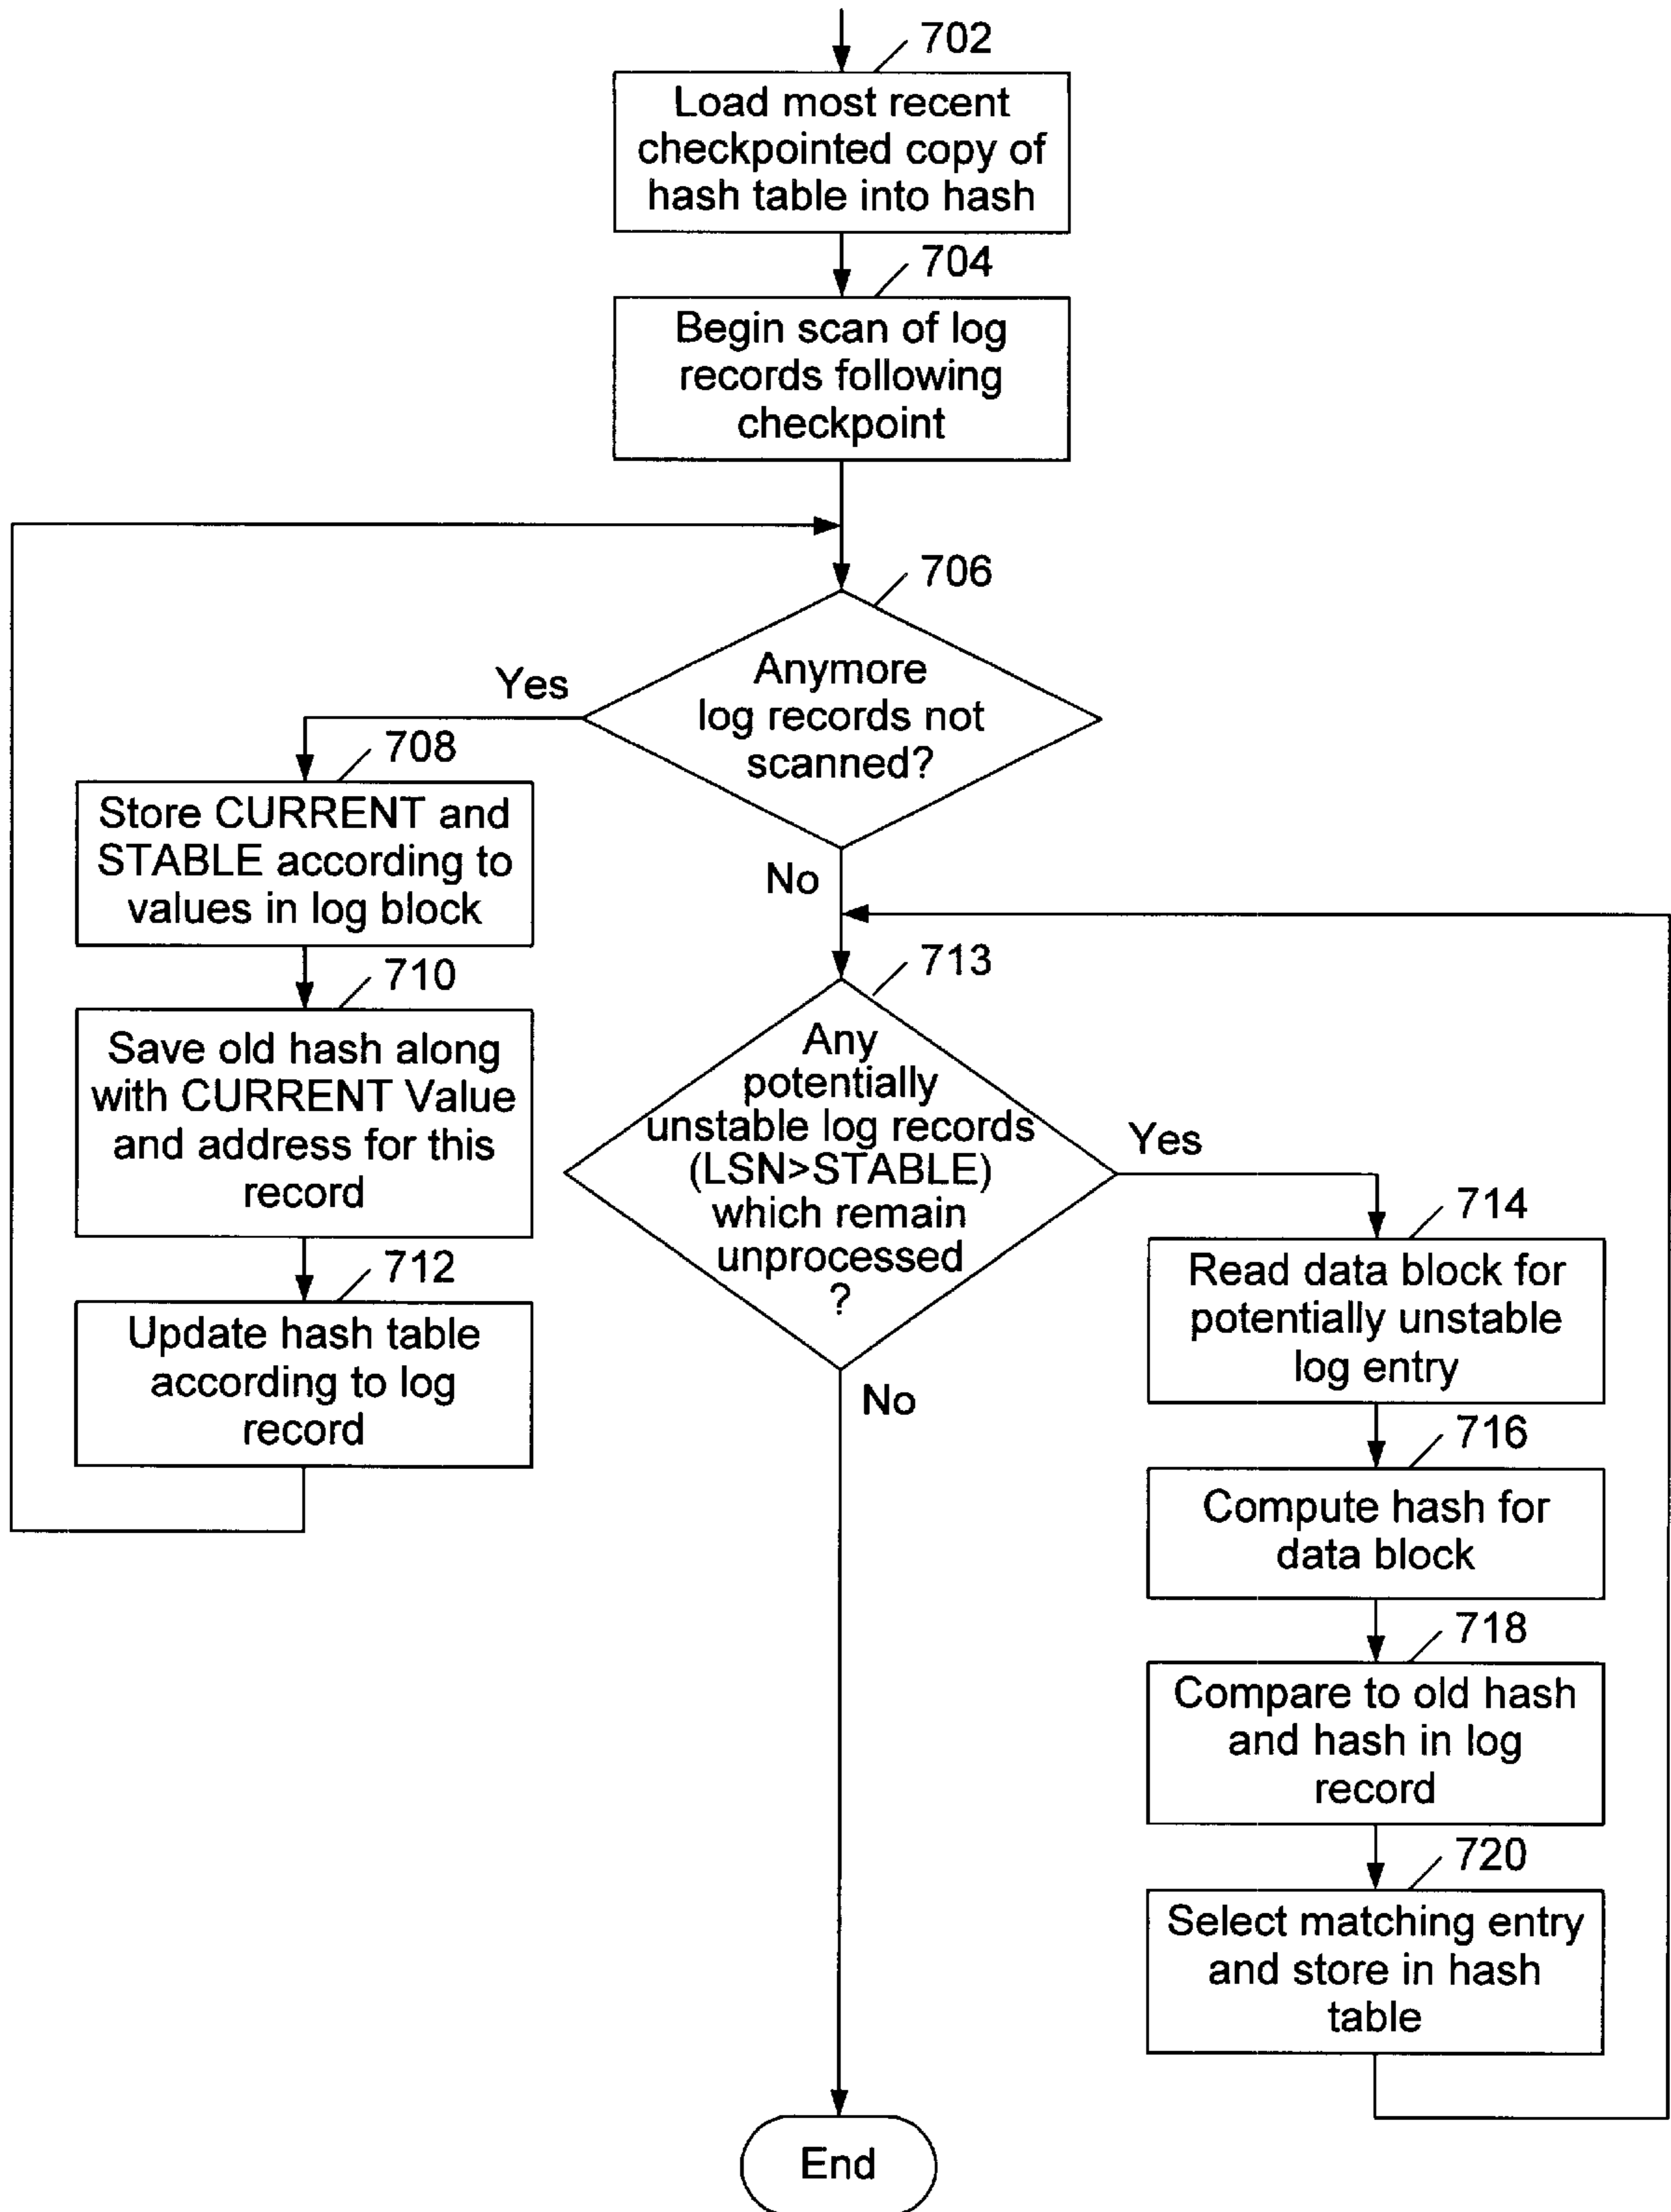 702
Load most recent
checkpointed copy of
hash table into hash
704
Begin scan of log
records following
checkpoint
706
Anymore
log records not
scanned?
Yes
No
708
Store CURRENT and
STABLE according to
values in log block
710
Save old hash along
with CURRENT Value
and address for this
record
712
Update hash table
according to log
record
713
Any
potentially
unstable log records
(LSN>STABLE)
which remain
unprocessed
?
Yes
No
714
Read data block for
potentially unstable
log entry
716
Compute hash for
data block
718
Compare to old hash
and hash in log
record
720
Select matching entry
and store in hash
table
End